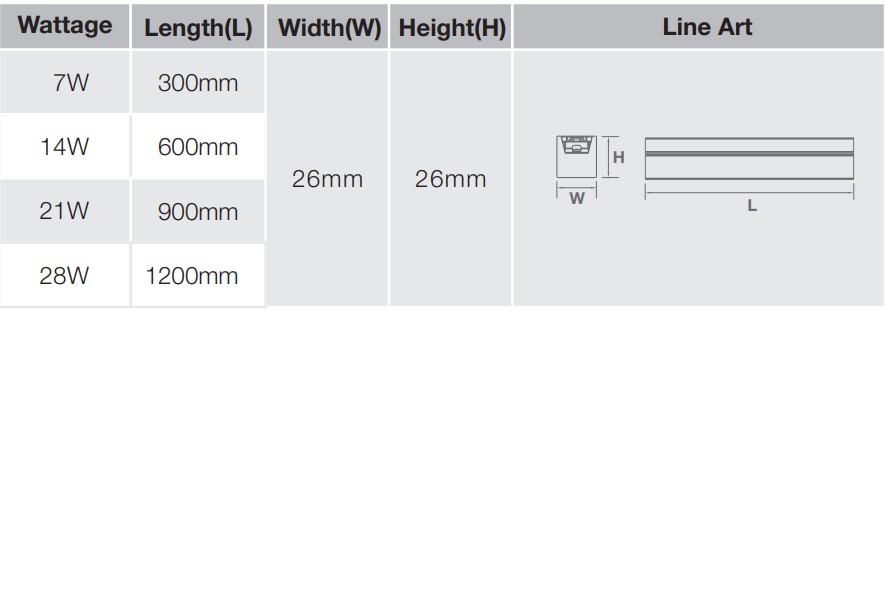 Wattage Length(L) Width(W) Height(H) Line Art
7W 300mm
14W 600mm
26mm 26mm
H
W
L
21W 900mm
28W 1200mm